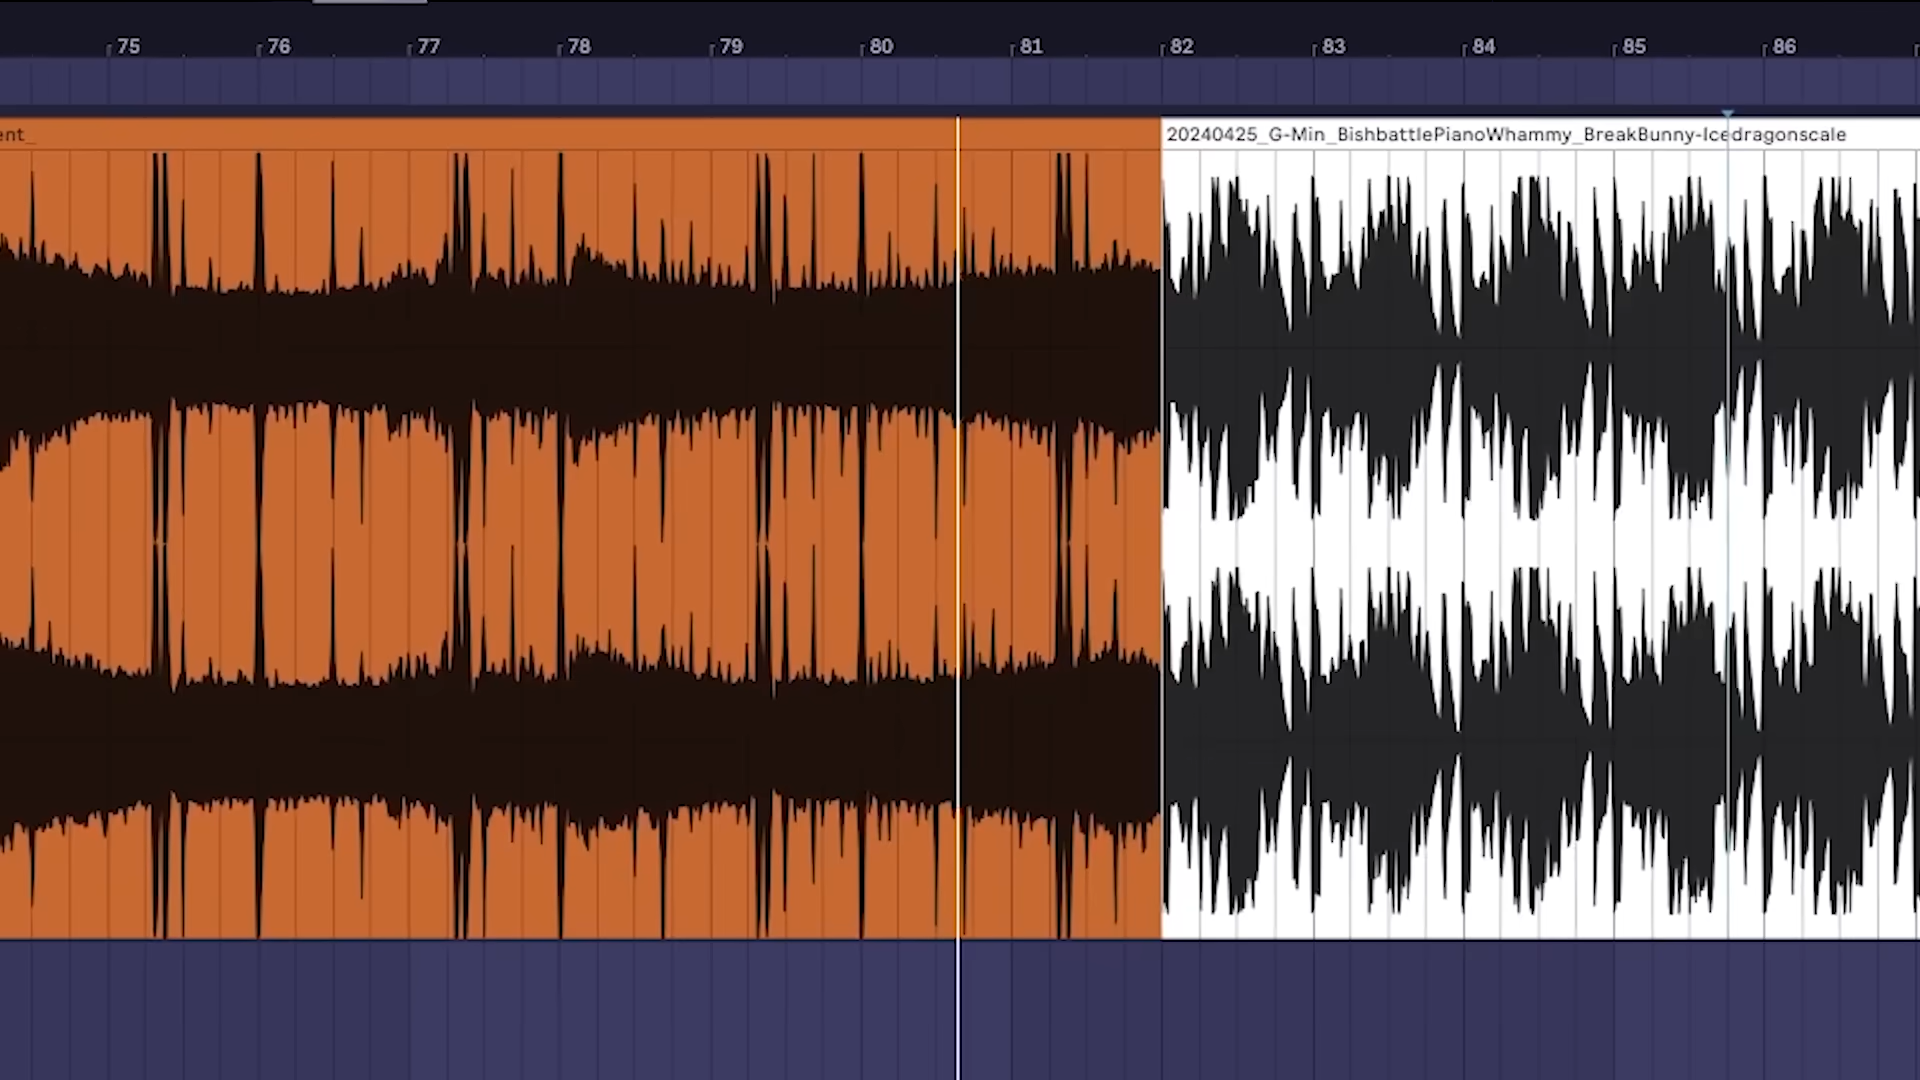 75 76 77 78 79 80 81 82 83 84 85 86
ent_
20240425_G-Min_BishbattlePianoWhammy_BreakBunny-Icedragonscale